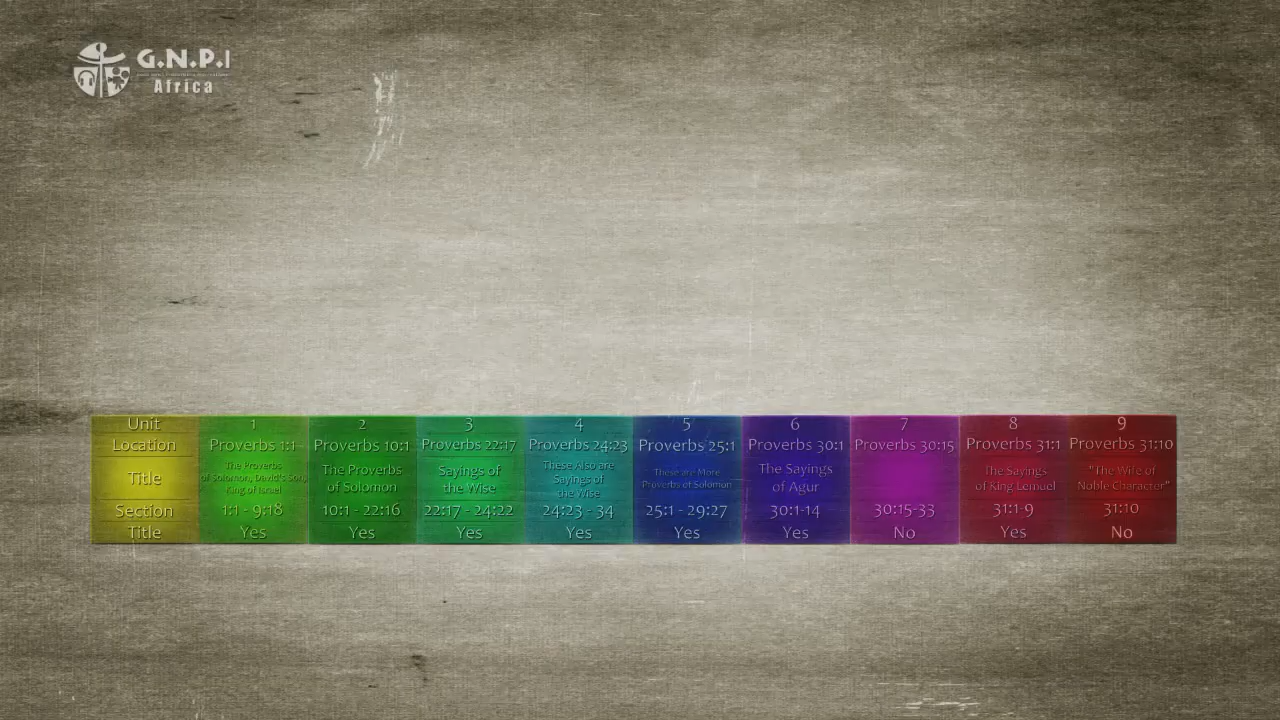 G.N.P.I
Africa
Unit 1 2 3 4 5 6 7 8 9
Location Proverbs 1:1 Proverbs 10:1 Proverbs 22:17 Proverbs 24:23 Proverbs 25:1 Proverbs 30:1 Proverbs 30:15 Proverbs 31:1 Proverbs 31:10
Title
The Proverbs
of Solomon, David's Son,
King of Israel
The Proverbs
of Solomon
Sayings of
the Wise
These Also are
Sayings of
the Wise
These are More
Proverbs of Solomon
The Sayings
of Agur
The Sayings
of King Lemuel
"The Wife of
Noble Character"
Section 1:1 - 9:18 10:1 - 22:16 22:17 - 24:22 24:23 - 34 25:1 - 29:27 30:1-14 30:15-33 31:1-9 31:10
Title Yes Yes Yes Yes Yes Yes No Yes No